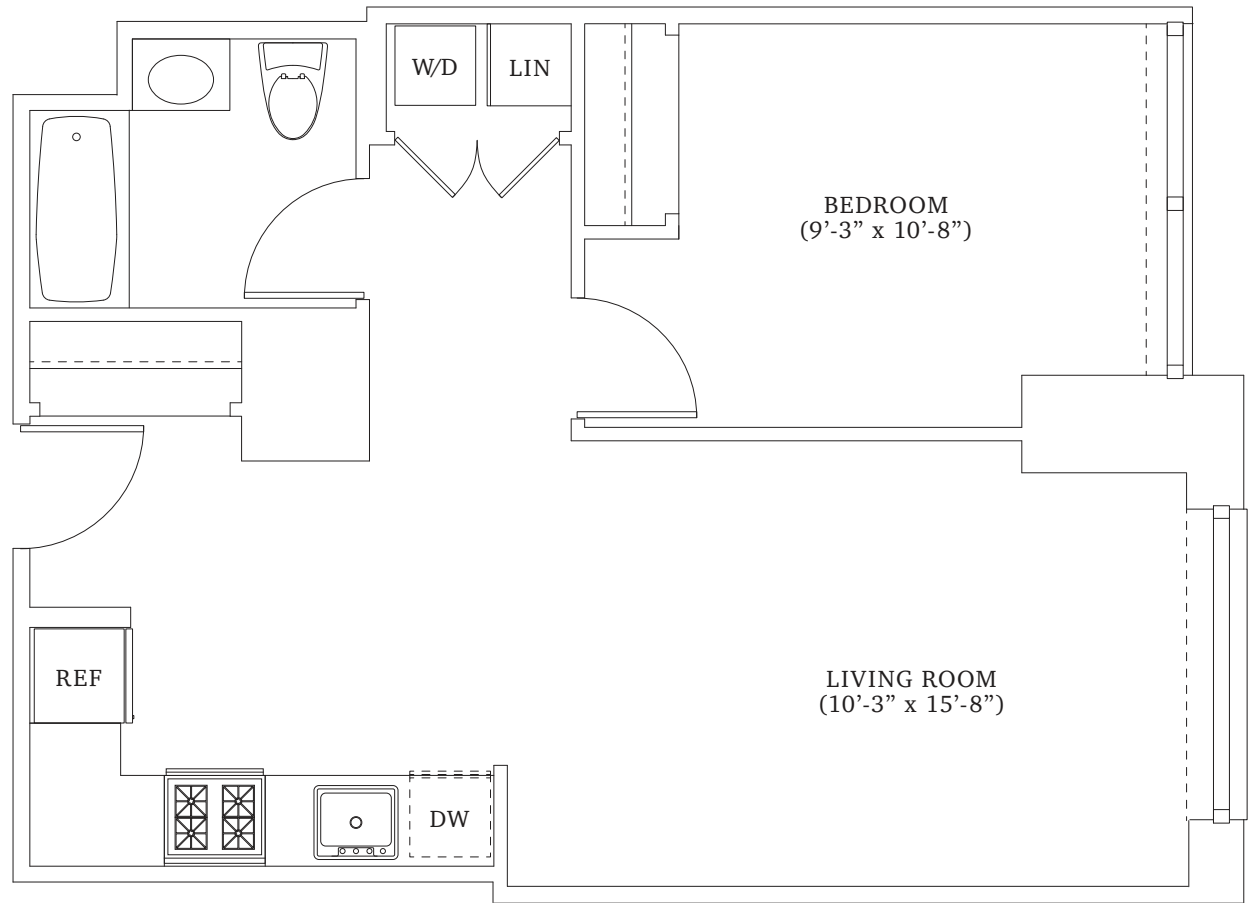 W/D
LIN
BEDROOM
(9’-3” x 10’-8”)
REF
LIVING ROOM
(10’-3” x 15’-8”)
DW